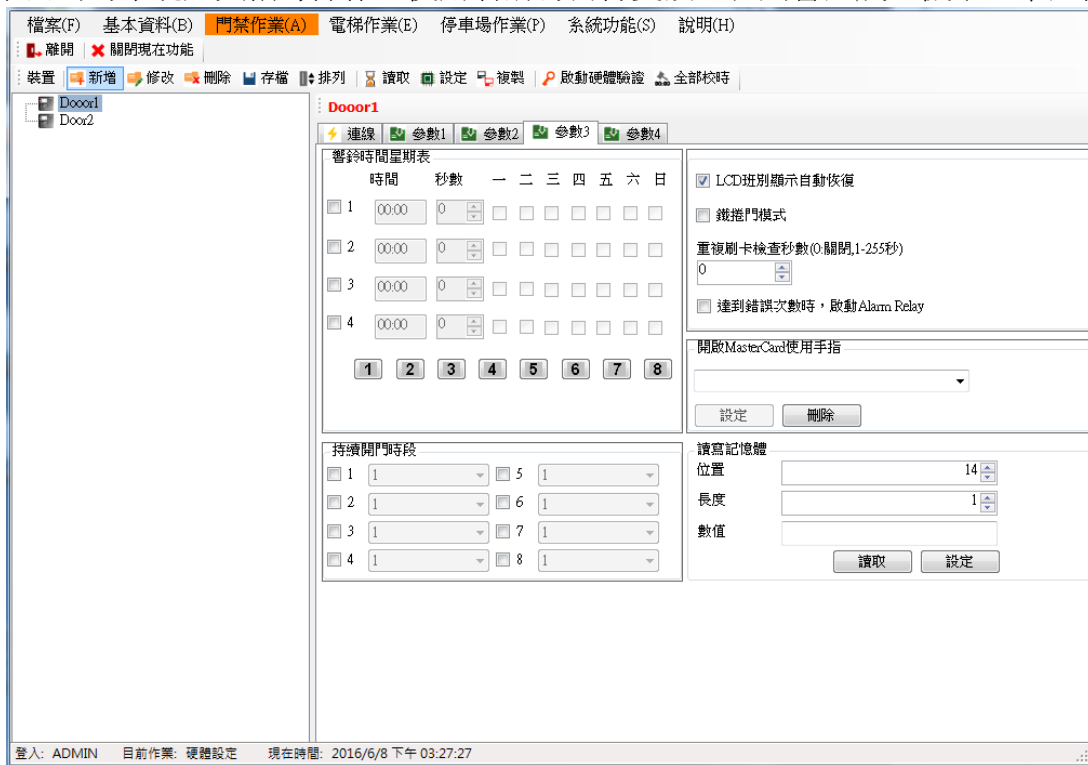 檔案(F) 基本資料(B) 門禁作業(A) 電梯作業(E) 停車場作業(P) 系統功能(S) 說明(H)
離開 關閉現在功能
裝置 新增 修改 刪除 存檔 排列 讀取 設定 複製 啟動硬體驗證 全部校時
Dooor1
Door2
Dooor1
連線 參數1 參數2 參數3 參數4
響鈴時間星期表
時間 秒數 一 二 三 四 五 六 日
1 00:00 0
2 00:00 0
3 00:00 0
4 00:00 0
1 2 3 4 5 6 7 8
LCD班別顯示自動恢復
鐵捲門模式
重複刷卡檢查秒數(0:關閉,1-255秒)
0
達到錯誤次數時，啟動Alarm Relay
開啟MasterCard使用手指
設定 刪除
持續開門時段
1 1 5 1
2 1 6 1
3 1 7 1
4 1 8 1
讀寫記憶體
位置 14
長度 1
數值
讀取 設定
登入: ADMIN 目前作業: 硬體設定 現在時間: 2016/6/8 下午 03:27:27